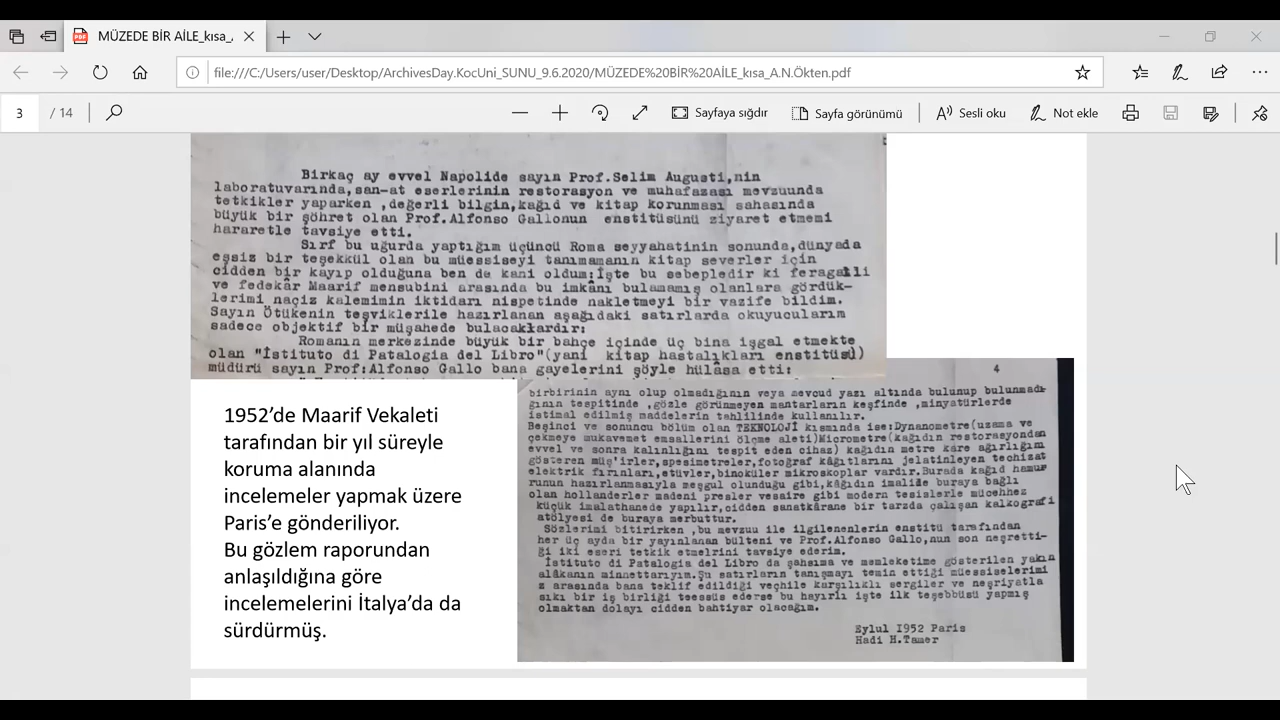 MÜZEDE BİR AİLE_kısa_
file:///C:/Users/user/Desktop/ArchivesDay.KocUni_SUNU_9.6.2020/MÜZEDE%20BİR%20AİLE_kısa_A.N.Ökten.pdf
3 / 14
Sayfaya sığdır
Sayfa görünümü
Sesli oku
Not ekle
Birkaç ay evvel Napolide sayın Prof.Selim Augusti,nin
laboratuvarında,san-at eserlerinin restorasyon ve muhafazası mevzuunda
tetkikler yaparken ,değerli bilgin,kağıd ve kitap korunması sahasında
büyük bir şöhret olan Prof.Alfonso Gallonun enstitüsünü ziyaret etmemi
hararetle tavsiye etti.
Sırf bu uğurda yaptığım üçüncü Roma seyyahatinin sonunda,dünyada
eşsiz bir teşekkül olan bu müessiseyi tanımamanın kitap severler için
cidden bir kayıp olduğuna ben de kani oldum:İşte bu sebepledir ki feragatli
ve fedekâr Maarif mensubini arasında bu imkânı bulamamış olanlara gördük-
lerimi naçiz kalemimin iktidarı nispetinde nakletmeyi bir vazife bildim.
Sayın Ötükenin teşviklerile hazırlanan aşağıdaki satırlarda okuyucularım
sadece objektif bir müşahede bulacaklardır:
Romanın merkezinde büyük bir bahçe içinde üç bina işgal etmekte
olan "İstituto di Patalogia del Libro"(yani kitap hastalıkları enstitüsü)
müdürü sayın Prof:Alfonso Gallo bana gayelerini şöyle hülâsa etti:
1952’de Maarif Vekaleti
tarafından bir yıl süreyle
koruma alanında
incelemeler yapmak üzere
Paris’e gönderiliyor.
Bu gözlem raporundan
anlaşıldığına göre
incelemelerini İtalya’da da
sürdürmüş.
4
birbirinin aynı olup olmadığının veya mevcud yazı altında bulunup bulunmadı-
ğının tespitinde ,gözle görünmeyen mantarların keşfinde ,minyatürlerde
istimal edilmiş maddelerin tahlilinde kullanılır.
Beşinci ve sonuncu bölüm olan TEKNOLOJİ kısmında ise:Dynanometre(uzama ve
çekmeye mukavemet emsallerini ölçme aleti)Micrometre(kağıdın restorasyondan
evvel ve sonra kalınlığını tespit eden cihaz) kağıdın metre kâre ağırlığını
gösteren müş'irler,spesimetreler,fotoğraf kâgıtlarını jelatinleyen techizat
elektrik fırınları,etüvler,binoküler mikroskoplar vardır.Burada kağıd hamur
runun hazırlanmasıyla meşgul olunduğu gibi,kâğıdın imaline buraya bağlı
olan hollanderler madeni presler vesaire gibi modern tesislerle mücehhez
küçük imalathanede yapılır,cidden sanatkârane bir tarzda çalışan kalkografi
atölyesi de buraya merbuttur.
Sözlerimi bitirirken ,bu mevzu ile ilgilenenlerin enstitü tarafından
her üç ayda bir yayınlanan bülteni ve Prof.Alfonso Gallo,nun son neşretti-
ği iki eseri tetkik etmelrini tavsiye ederim.
İstituto di Patalogia del Libro da şahsıma ve memleketime gösterilen yakın
alâkanın minnettarıyım.Şu satırların tanışmayı temin ettiği müessiselerimi
z arasında bana teklif edildiği veçhile karşılıklı sergiler ve neşriyatla
sıkı bir iş birliği teessüs ederse bu hayırlı işte ilk teşebbüsü yapmış
olmaktan dolayı cidden bahtiyar olacağım.
Eylul 1952 Paris
Hadi H.Tamer